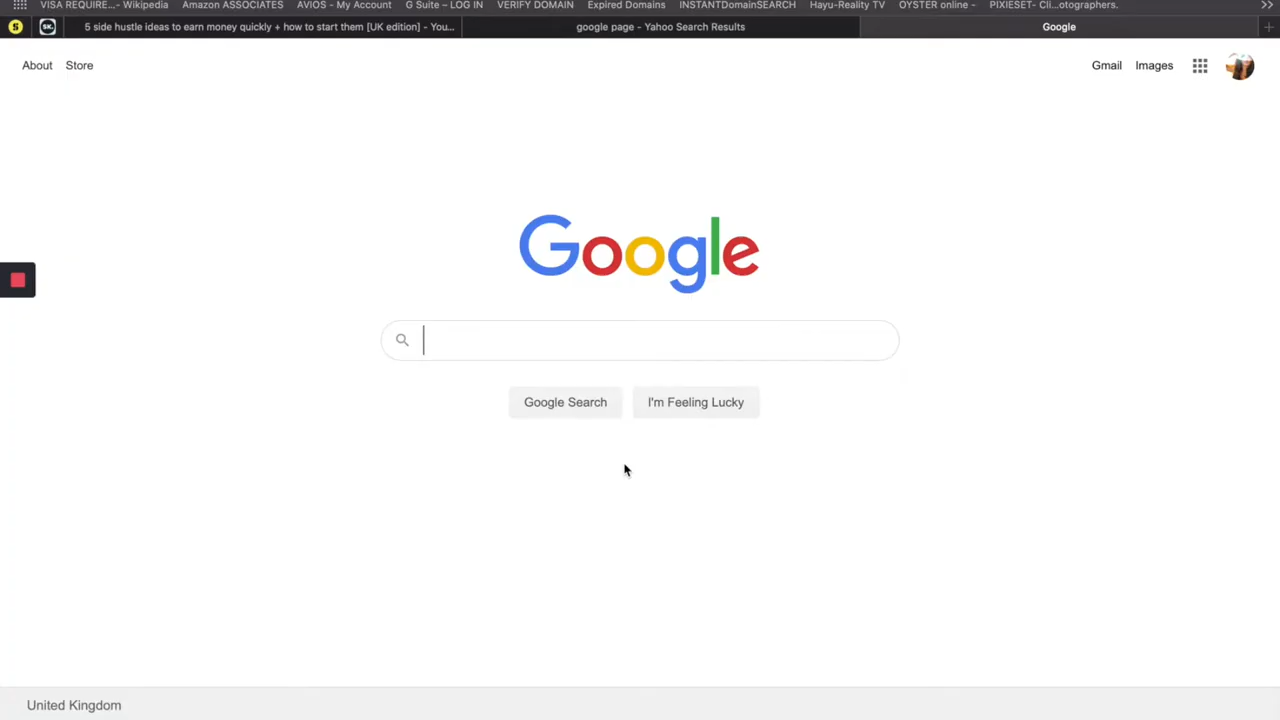 VISA REQUIRE...- Wikipedia Amazon ASSOCIATES AVIOS - My Account G Suite – LOG IN VERIFY DOMAIN Expired Domains INSTANTDomainSEARCH Hayu-Reality TV OYSTER online - PIXIESET- Cli...otographers.
S SK. 5 side hustle ideas to earn money quickly + how to start them [UK edition] - You... google page - Yahoo Search Results Google
About Store Gmail Images
Google
Google Search I'm Feeling Lucky
United Kingdom